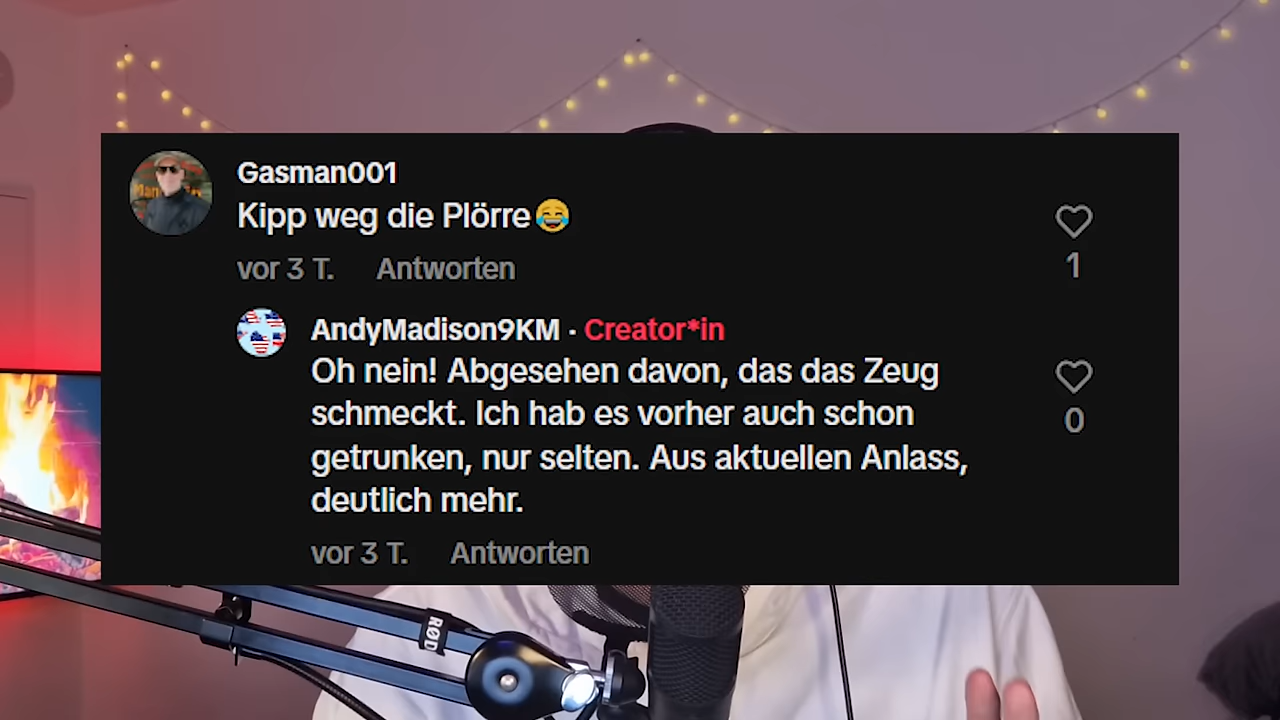 Gasman001
Kipp weg die Plörre😂
vor 3 T. Antworten
1
AndyMadison9KM · Creator*in
Oh nein! Abgesehen davon, das das Zeug
schmeckt. Ich hab es vorher auch schon
getrunken, nur selten. Aus aktuellen Anlass,
deutlich mehr.
0
vor 3 T. Antworten
RØD